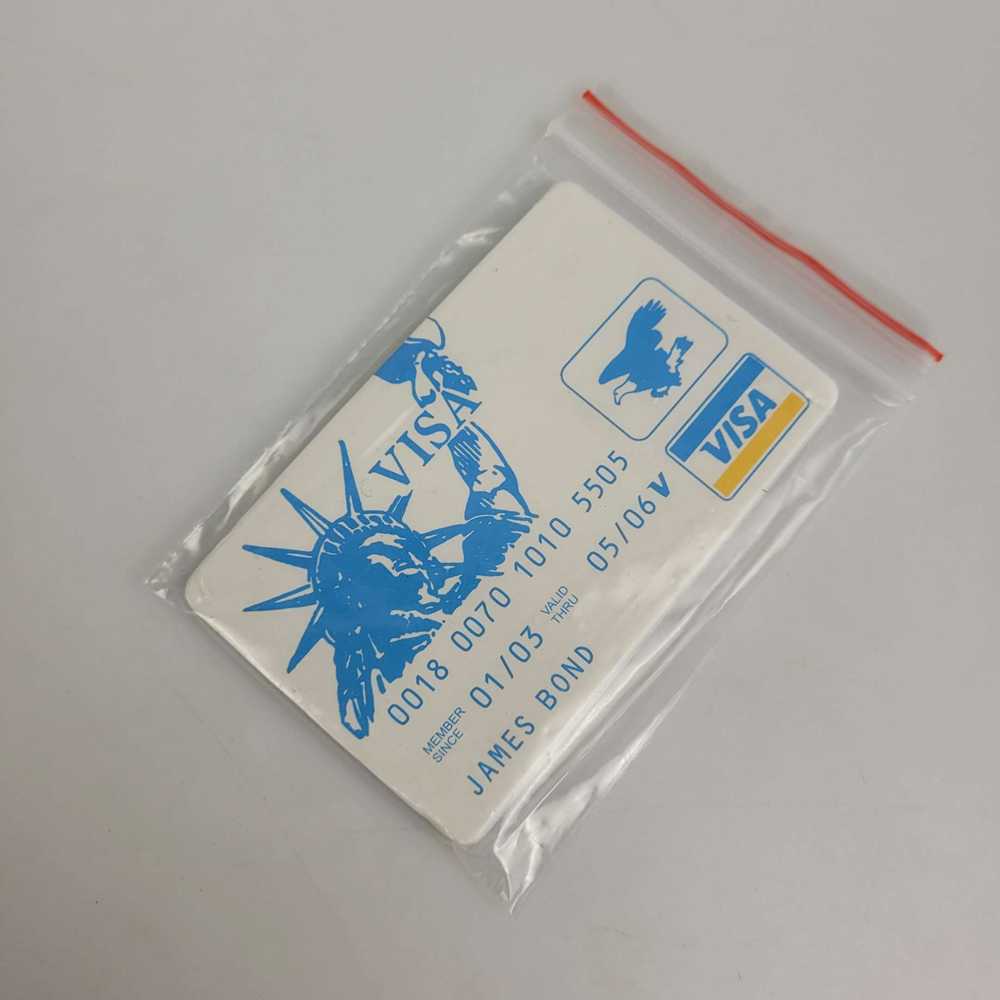 VISA
VISA
0018 0070 1010 5505
MEMBER SINCE 01/03 VALID THRU 05/06 V
JAMES BOND